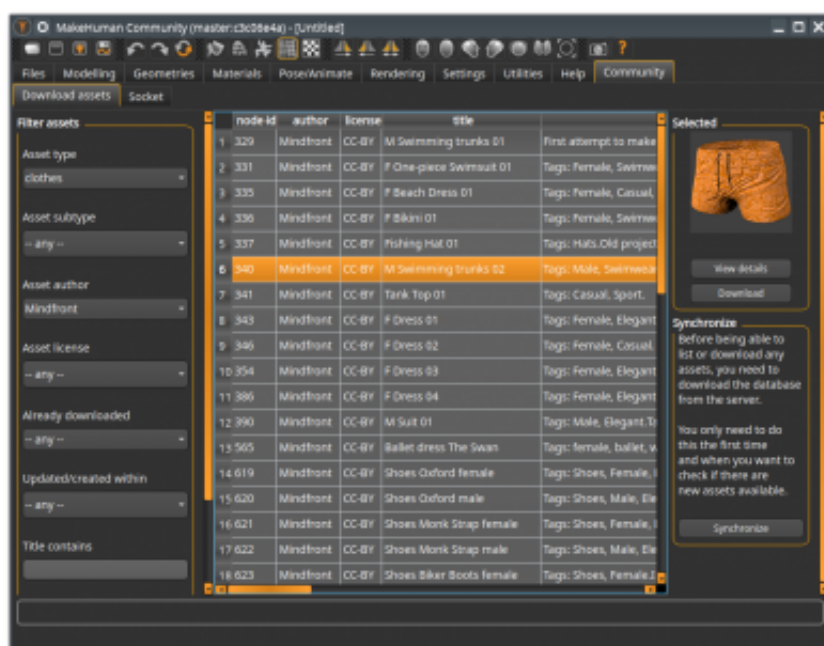 MakeHuman Community (master:c3c06e4a) - [Untitled]
Files Modelling Geometries Materials Pose/Animate Rendering Settings Utilities Help Community
Download assets Socket
Filter assets
Asset type
clothes
Asset subtype
-- any --
Asset author
Mindfront
Asset license
-- any --
Already downloaded
-- any --
Updated/created within
-- any --
Title contains
node id author license title
1 329 Mindfront CC-BY M Swimming trunks 01 First attempt to make
2 331 Mindfront CC-BY F One-piece Swimsuit 01 Tags: Female, Swimwe
3 335 Mindfront CC-BY F Beach Dress 01 Tags: Female, Casual,
4 336 Mindfront CC-BY F Bikini 01 Tags: Female, Swimwe
5 337 Mindfront CC-BY Fishing Hat 01 Tags: Hats.Old project
6 340 Mindfront CC-BY M Swimming trunks 02 Tags: Male, Swimwear
7 341 Mindfront CC-BY Tank Top 01 Tags: Casual, Sport.
8 343 Mindfront CC-BY F Dress 01 Tags: Female, Elegant
9 346 Mindfront CC-BY F Dress 02 Tags: Female, Casual.
10 354 Mindfront CC-BY F Dress 03 Tags: Female, Elegant
11 386 Mindfront CC-BY F Dress 04 Tags: Female, Elegant
12 390 Mindfront CC-BY M Suit 01 Tags: Male, Elegant.T
13 565 Mindfront CC-BY Ballet dress The Swan Tags: female, ballet, w
14 619 Mindfront CC-BY Shoes Oxford female Tags: Shoes, Female,
15 620 Mindfront CC-BY Shoes Oxford male Tags: Shoes, Male, Ele
16 621 Mindfront CC-BY Shoes Monk Strap female Tags: Shoes, Female,
17 622 Mindfront CC-BY Shoes Monk Strap male Tags: Shoes, Male, Ele
18 623 Mindfront CC-BY Shoes Biker Boots female Tags: Shoes, Female.
Selected
View details
Download
Synchronize
Before being able to
list or download any
assets, you need to
download the database
from the server.
You only need to do
this the first time
and when you want to
check if there are
new assets available.
Synchronize